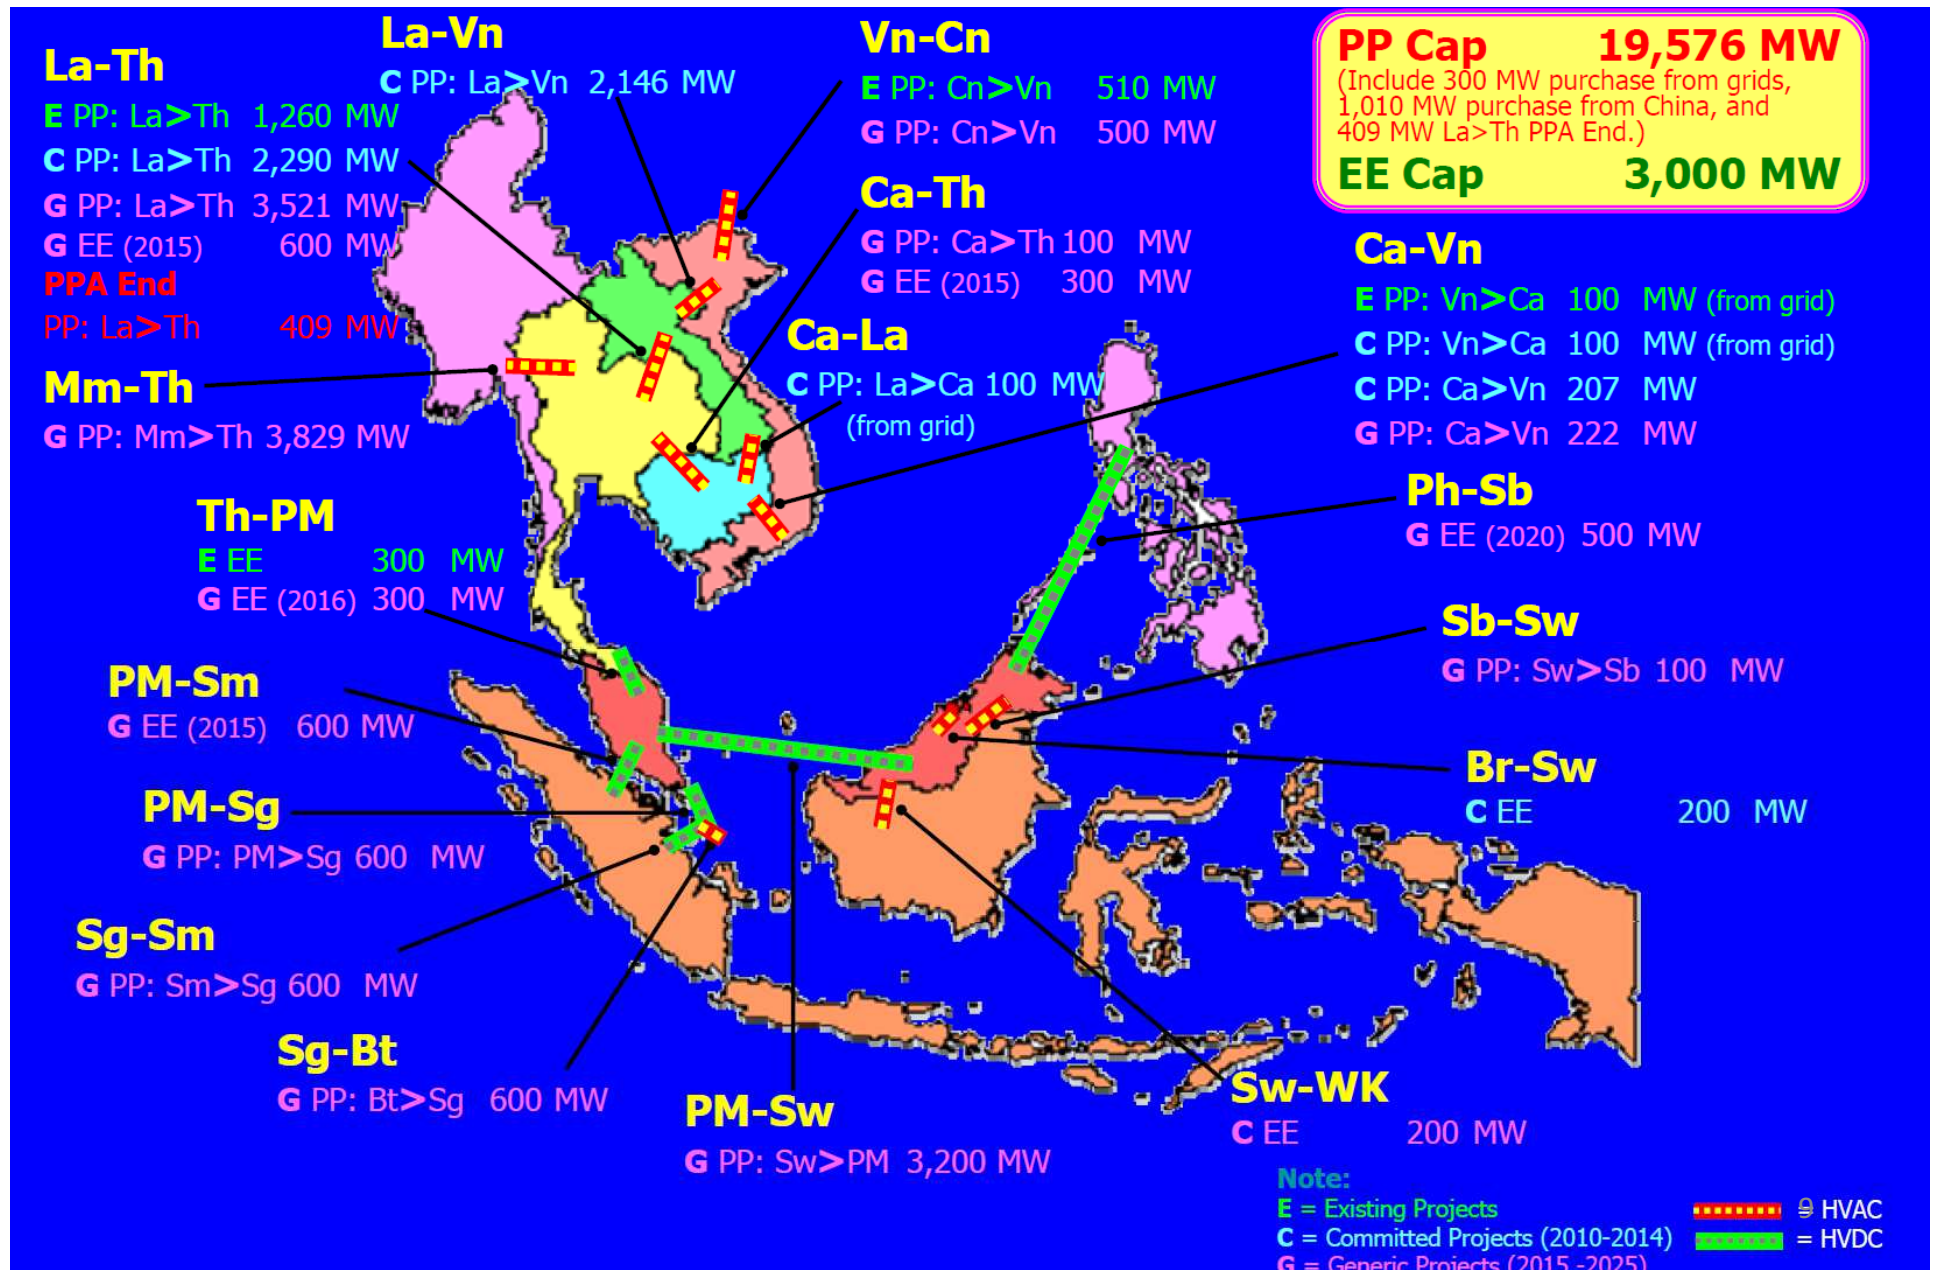 La-Th
E PP: La>Th 1,260 MW
C PP: La>Th 2,290 MW
G PP: La>Th 3,521 MW
G EE (2015) 600 MW
PPA End
PP: La>Th 409 MW
La-Vn
C PP: La>Vn 2,146 MW
Vn-Cn
E PP: Cn>Vn 510 MW
G PP: Cn>Vn 500 MW
PP Cap 19,576 MW
(Include 300 MW purchase from grids,
1,010 MW purchase from China, and
409 MW La>Th PPA End.)
EE Cap 3,000 MW
Ca-Th
G PP: Ca>Th 100 MW
G EE (2015) 300 MW
Ca-Vn
E PP: Vn>Ca 100 MW (from grid)
C PP: Vn>Ca 100 MW (from grid)
C PP: Ca>Vn 207 MW
G PP: Ca>Vn 222 MW
Ca-La
C PP: La>Ca 100 MW
(from grid)
Mm-Th
G PP: Mm>Th 3,829 MW
Th-PM
E EE 300 MW
G EE (2016) 300 MW
Ph-Sb
G EE (2020) 500 MW
Sb-Sw
G PP: Sw>Sb 100 MW
PM-Sm
G EE (2015) 600 MW
Br-Sw
C EE 200 MW
PM-Sg
G PP: PM>Sg 600 MW
Sg-Sm
G PP: Sm>Sg 600 MW
Sg-Bt
G PP: Bt>Sg 600 MW
PM-Sw
G PP: Sw>PM 3,200 MW
Sw-WK
C EE 200 MW
Note:
E = Existing Projects
C = Committed Projects (2010-2014)
G = Generic Projects (2015 -2025)
9
= HVAC
= HVDC